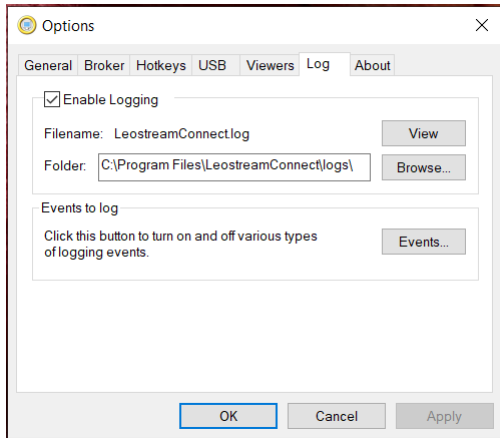 Options
General Broker Hotkeys USB Viewers Log About
Enable Logging
Filename: LeostreamConnect.log View
Folder: C:\Program Files\LeostreamConnect\logs\ Browse...
Events to log
Click this button to turn on and off various types
of logging events.
Events...
OK Cancel Apply